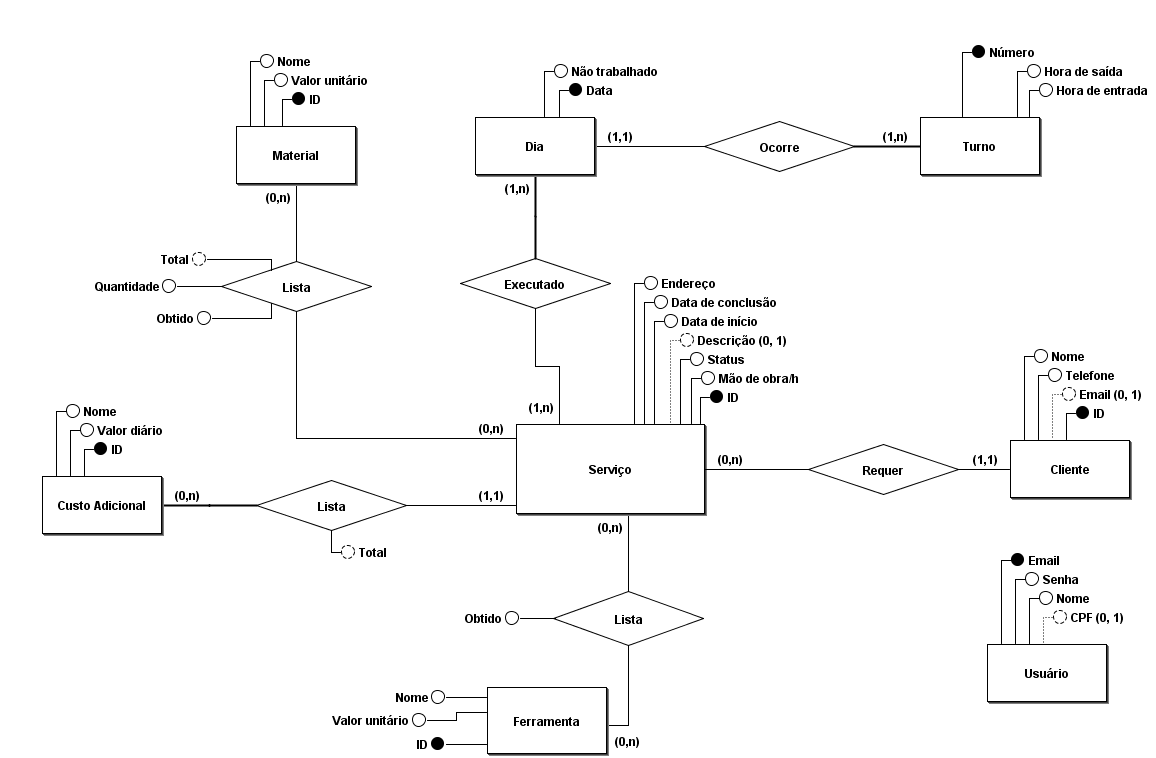 Nome
Valor unitário
ID
Material
(0,n)
Não trabalhado
Data
Dia
(1,1)
(1,n)
Ocorre
(1,n)
Número
Hora de saída
Hora de entrada
Turno
Total
Quantidade
Obtido
Lista
Executado
Endereço
Data de conclusão
Data de início
Descrição (0, 1)
Status
Mão de obra/h
ID
(1,n)
(0,n)
Serviço
(0,n)
Requer
(1,1)
Nome
Telefone
Email (0, 1)
ID
Cliente
Nome
Valor diário
ID
Custo Adicional
(0,n)
Lista
(1,1)
Total
(0,n)
Obtido
Lista
Nome
Valor unitário
ID
Ferramenta
(0,n)
Email
Senha
Nome
CPF (0, 1)
Usuário